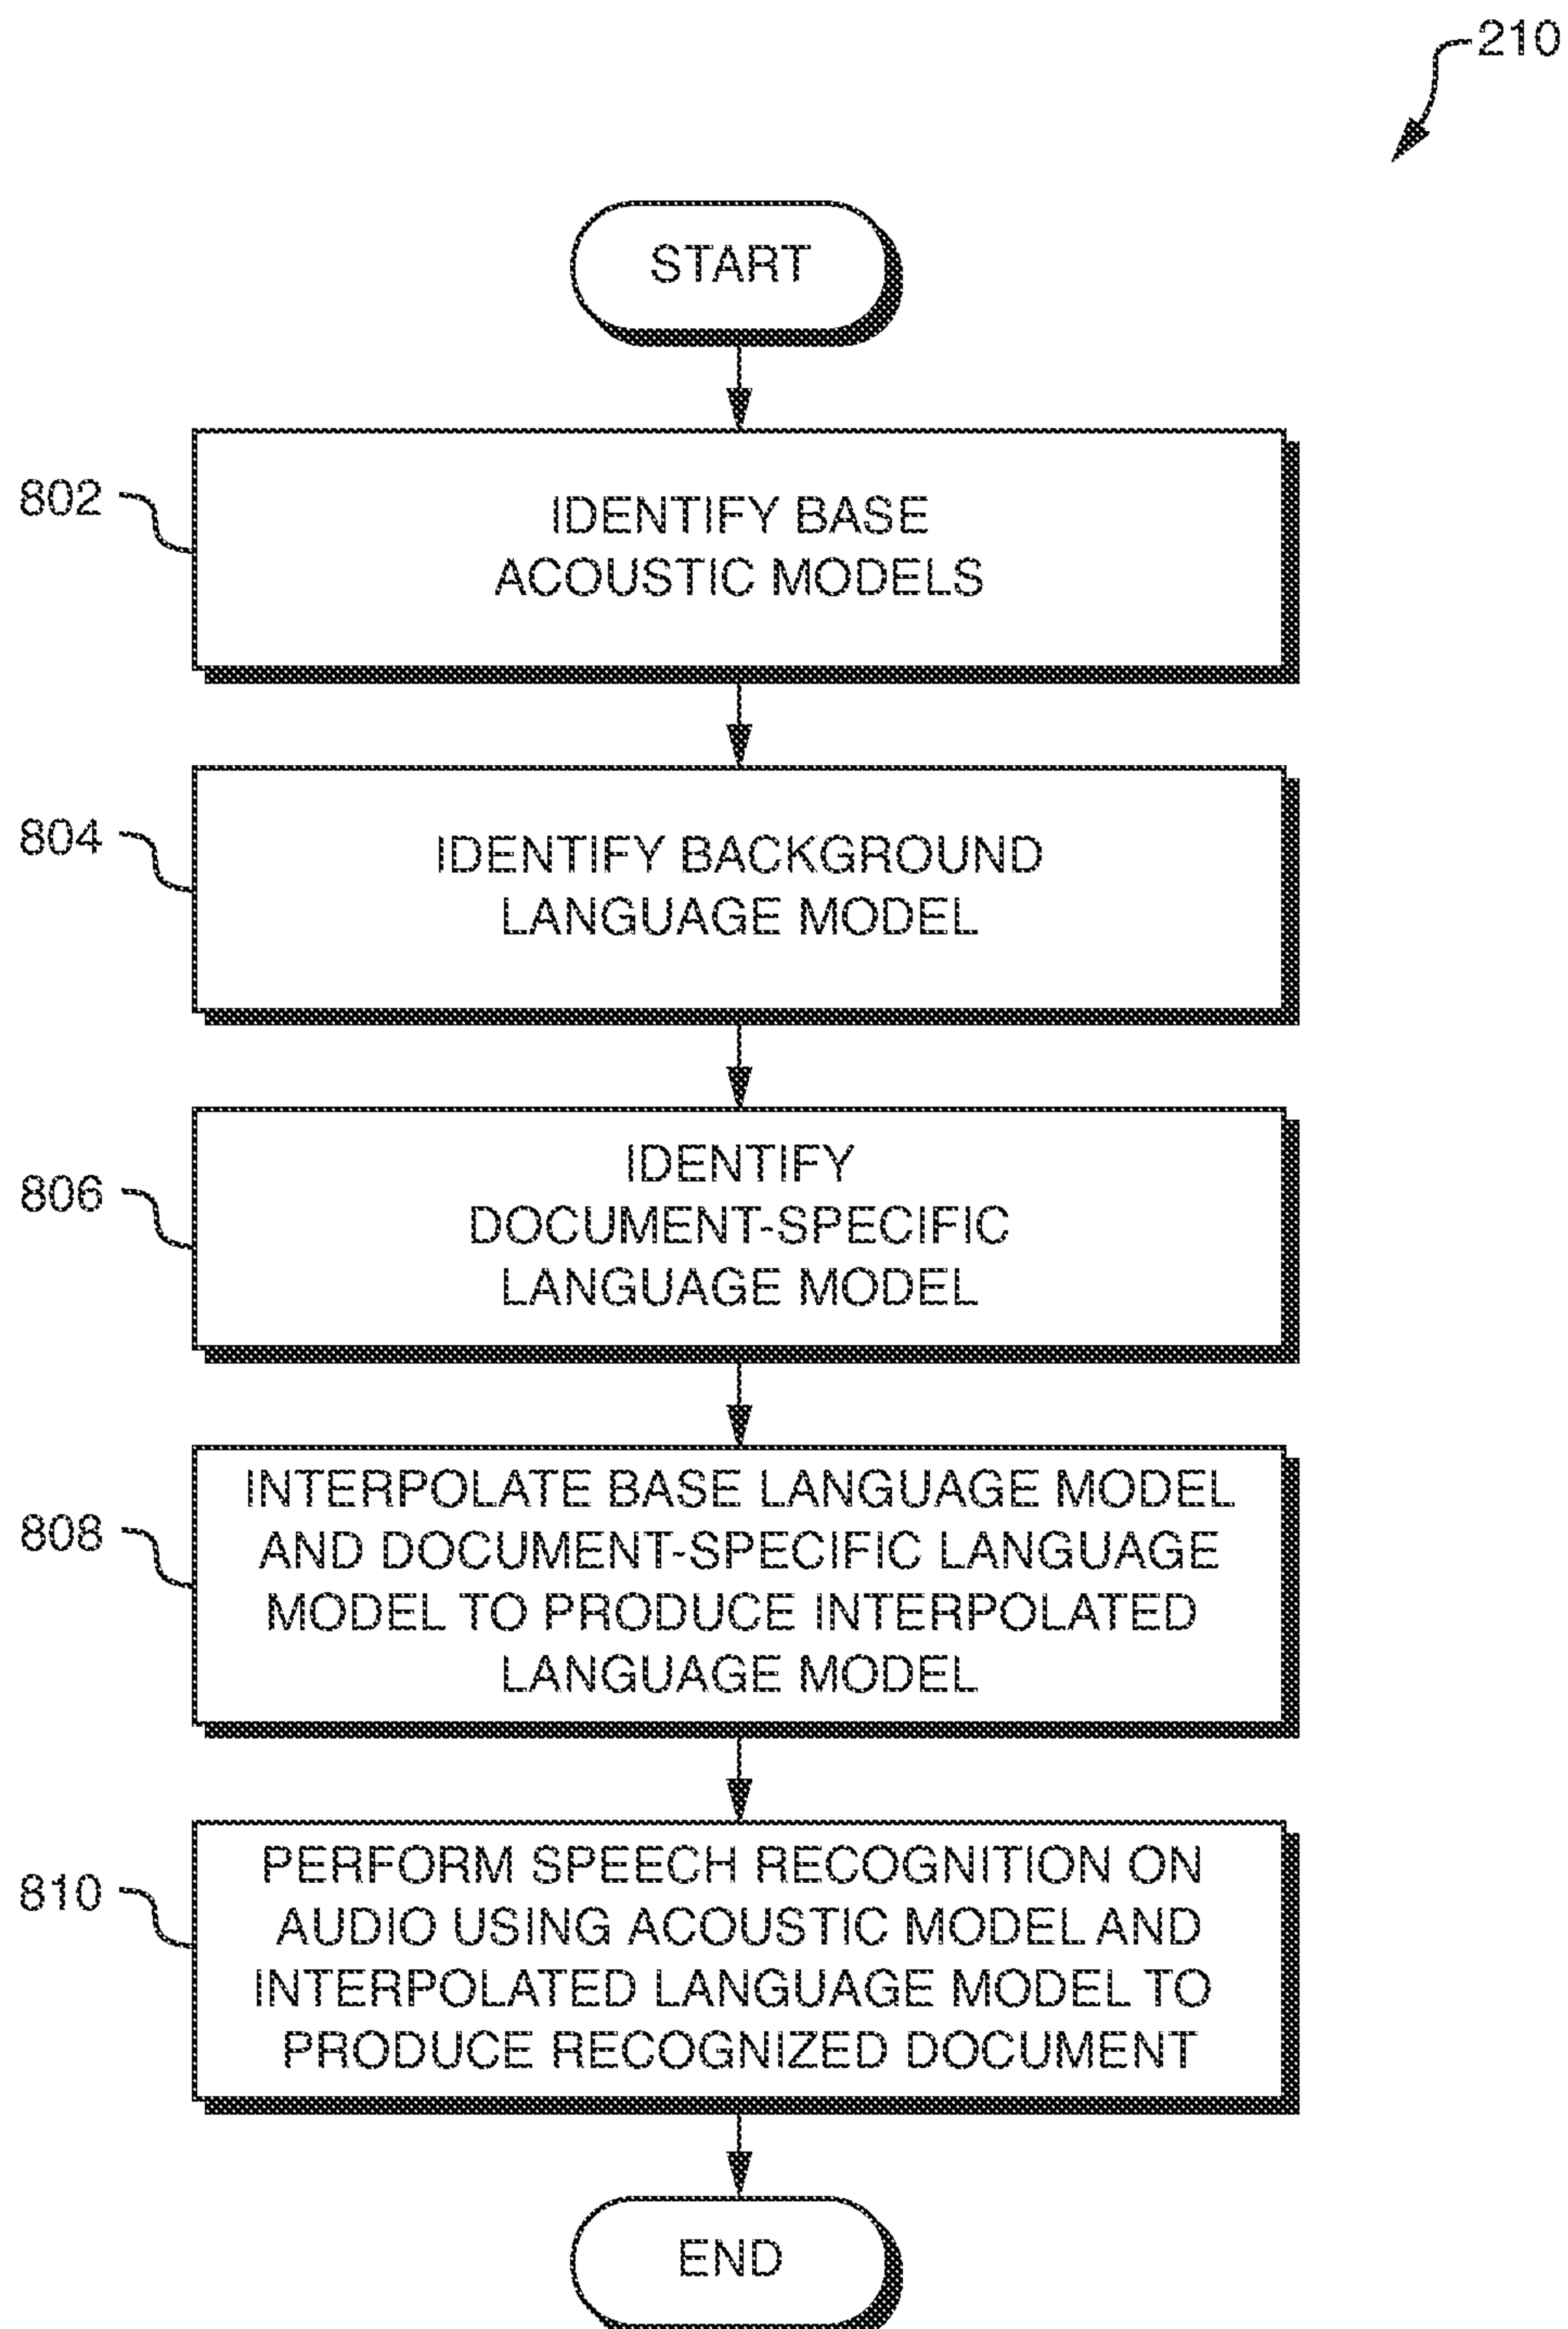 210
START
802
IDENTIFY BASE
ACOUSTIC MODELS
804
IDENTIFY BACKGROUND
LANGUAGE MODEL
806
IDENTIFY
DOCUMENT-SPECIFIC
LANGUAGE MODEL
808
INTERPOLATE BASE LANGUAGE MODEL
AND DOCUMENT-SPECIFIC LANGUAGE
MODEL TO PRODUCE INTERPOLATED
LANGUAGE MODEL
810
PERFORM SPEECH RECOGNITION ON
AUDIO USING ACOUSTIC MODEL AND
INTERPOLATED LANGUAGE MODEL TO
PRODUCE RECOGNIZED DOCUMENT
END